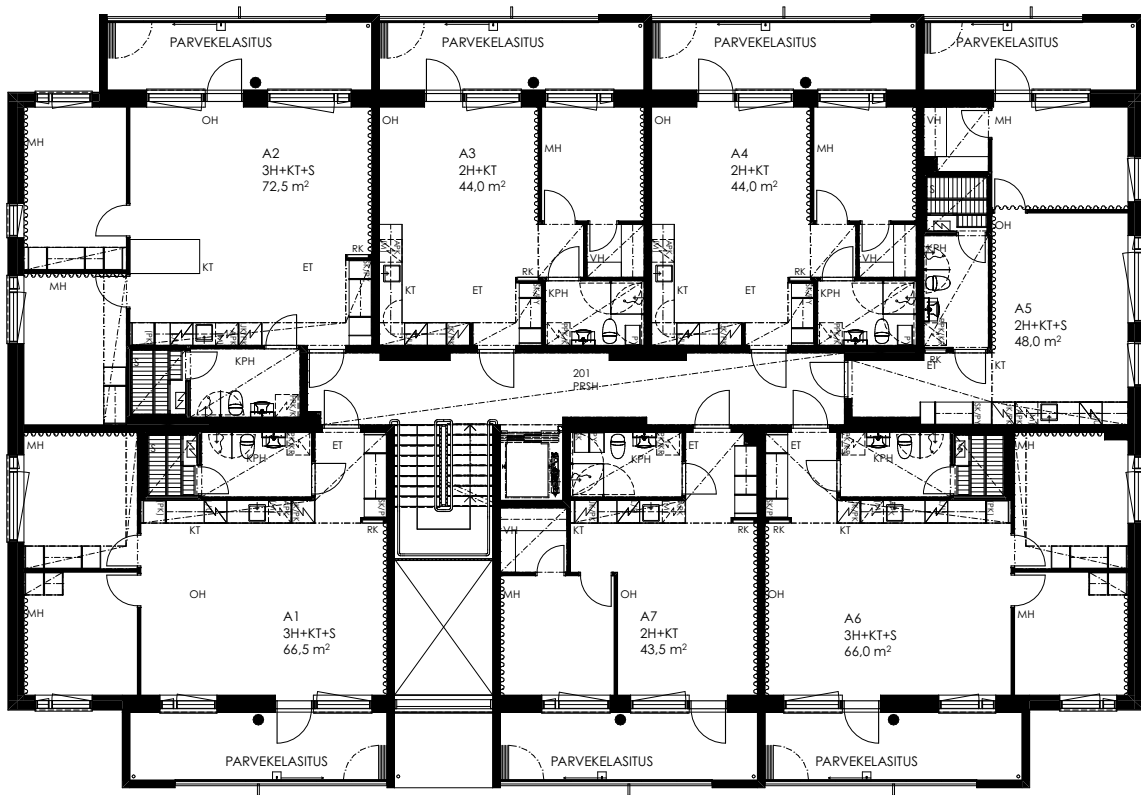 PARVEKELASITUS
PARVEKELASITUS
PARVEKELASITUS
PARVEKELASITUS
OH
OH
OH
VH
MH
MH
A2
3H+KT+S
72,5 m²
A3
2H+KT
44,0 m²
MH
A4
2H+KT
44,0 m²
MH
S
OH
KPH
RK
RK
RK
VH
VH
KT
ET
MH
KT
ET
KPH
KT
ET
KPH
A5
2H+KT+S
48,0 m²
RK
ET
KT
S
KPH
201
PRSH
MH
S
KPH
ET
KPH
ET
ET
KPH
S
MH
KT
RK
VH
KT
RK
RK
KT
MH
OH
A1
3H+KT+S
66,5 m²
MH
OH
A7
2H+KT
43,5 m²
OH
A6
3H+KT+S
66,0 m²
MH
PARVEKELASITUS
PARVEKELASITUS
PARVEKELASITUS